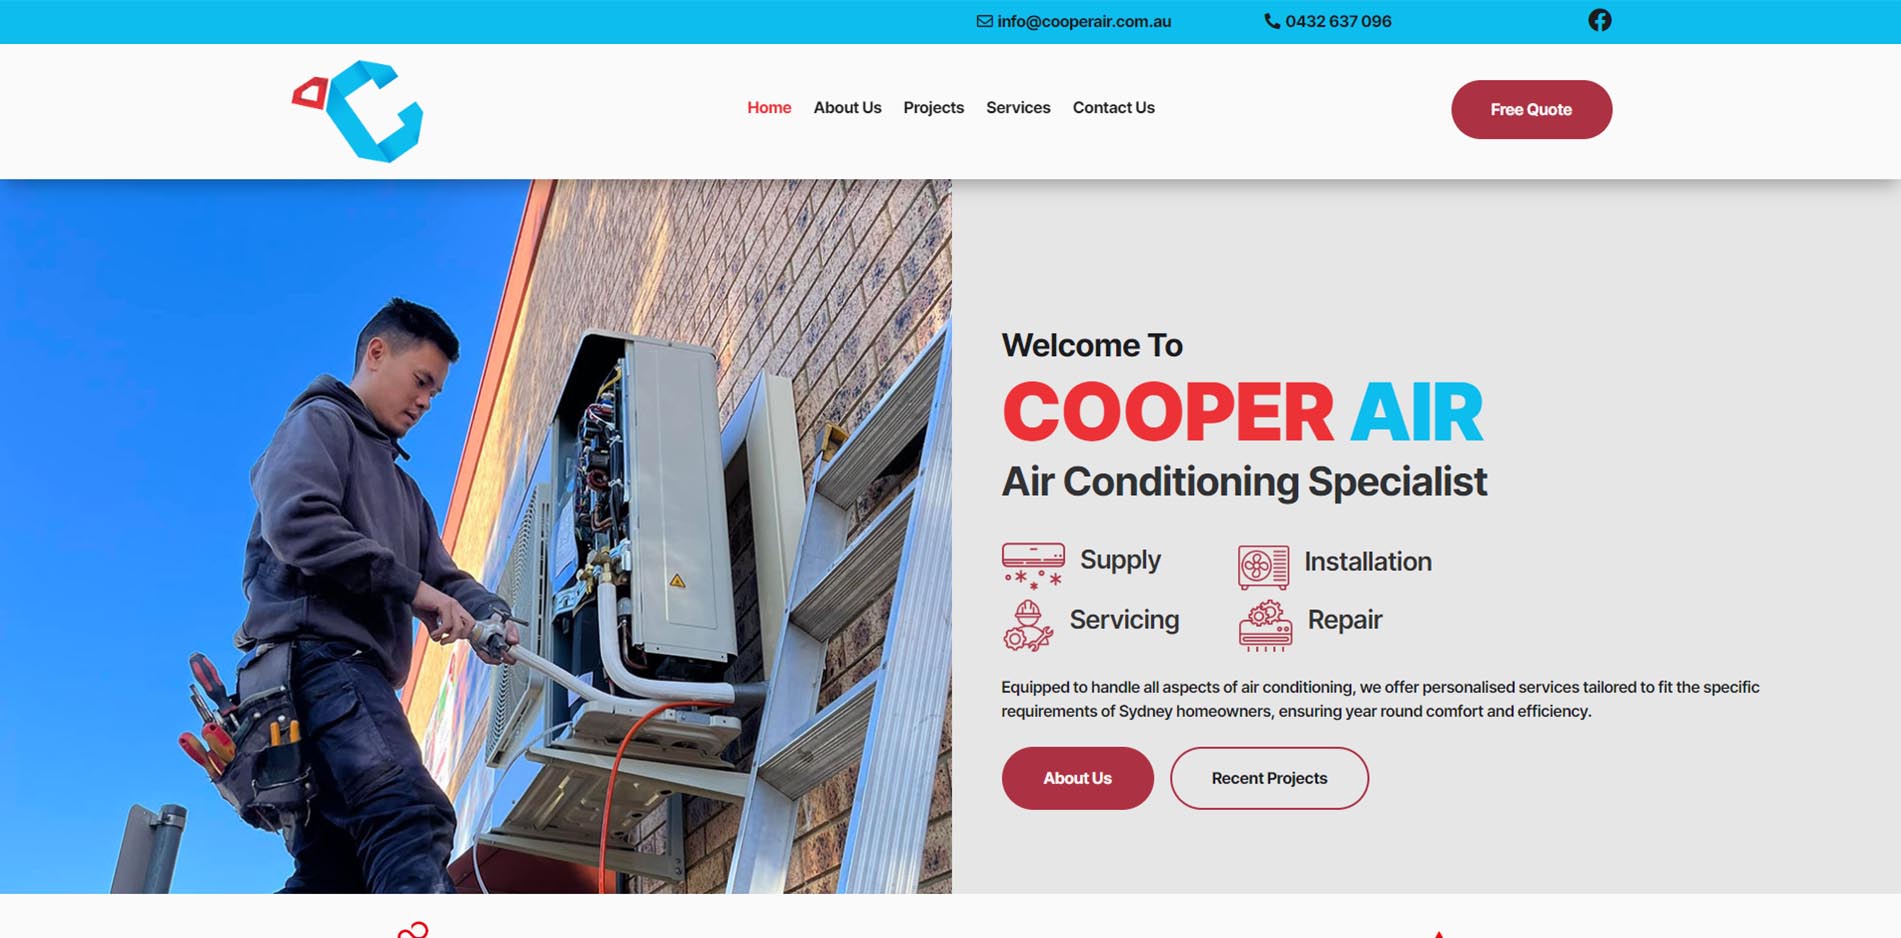 info@cooperair.com.au
0432 637 096
Home
About Us
Projects
Services
Contact Us
Free Quote
Welcome To
COOPER AIR
Air Conditioning Specialist
Supply
Installation
Servicing
Repair
Equipped to handle all aspects of air conditioning, we offer personalised services tailored to fit the specific
requirements of Sydney homeowners, ensuring year round comfort and efficiency.
About Us
Recent Projects